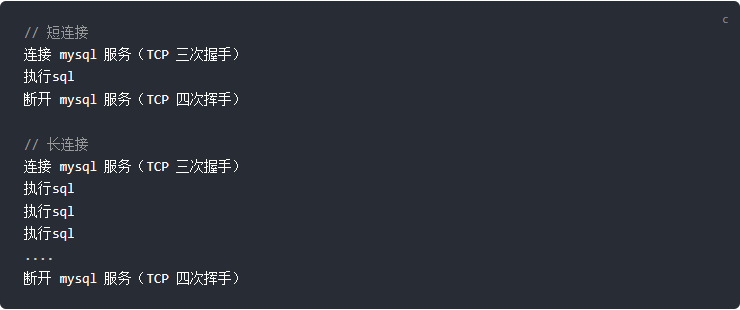 c
// 短连接
连接 mysql 服务（TCP 三次握手）
执行sql
断开 mysql 服务（TCP 四次挥手）
// 长连接
连接 mysql 服务（TCP 三次握手）
执行sql
执行sql
执行sql
....
断开 mysql 服务（TCP 四次挥手）